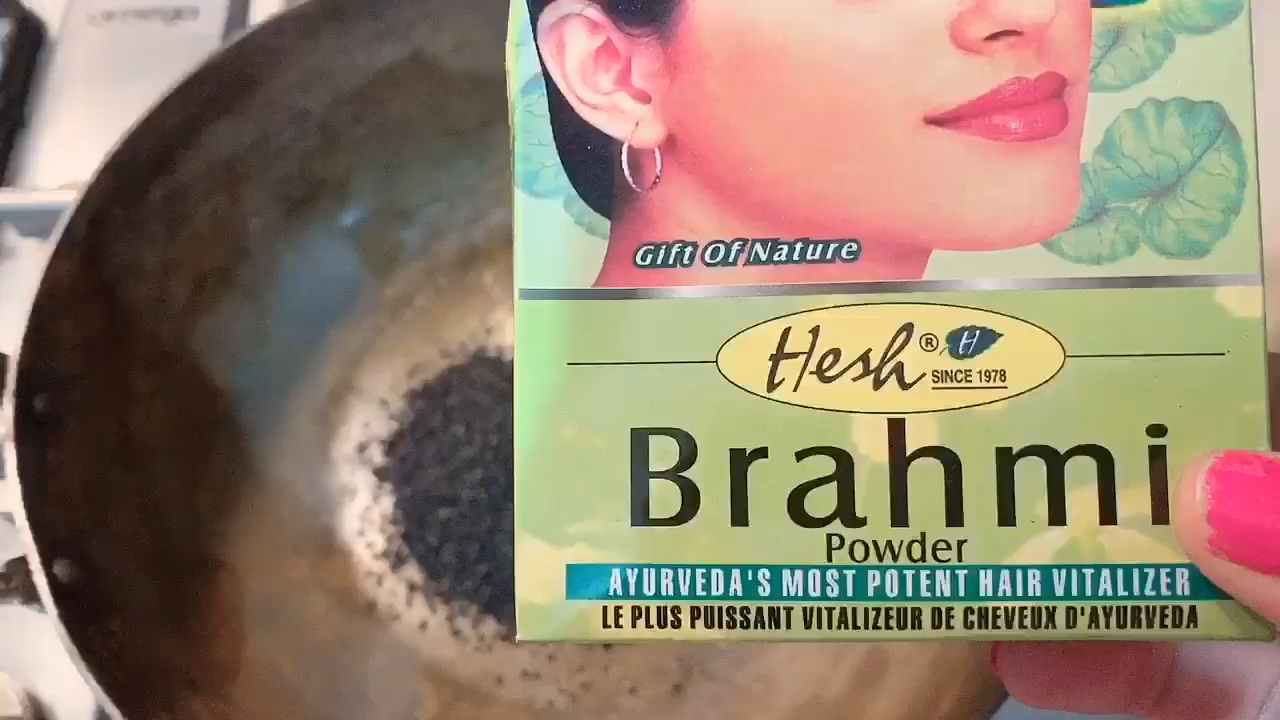 omega
Gift Of Nature
Hesh® H
SINCE 1978
Brahmi
Powder
AYURVEDA'S MOST POTENT HAIR VITALIZER
LE PLUS PUISSANT VITALIZEUR DE CHEVEUX D'AYURVEDA